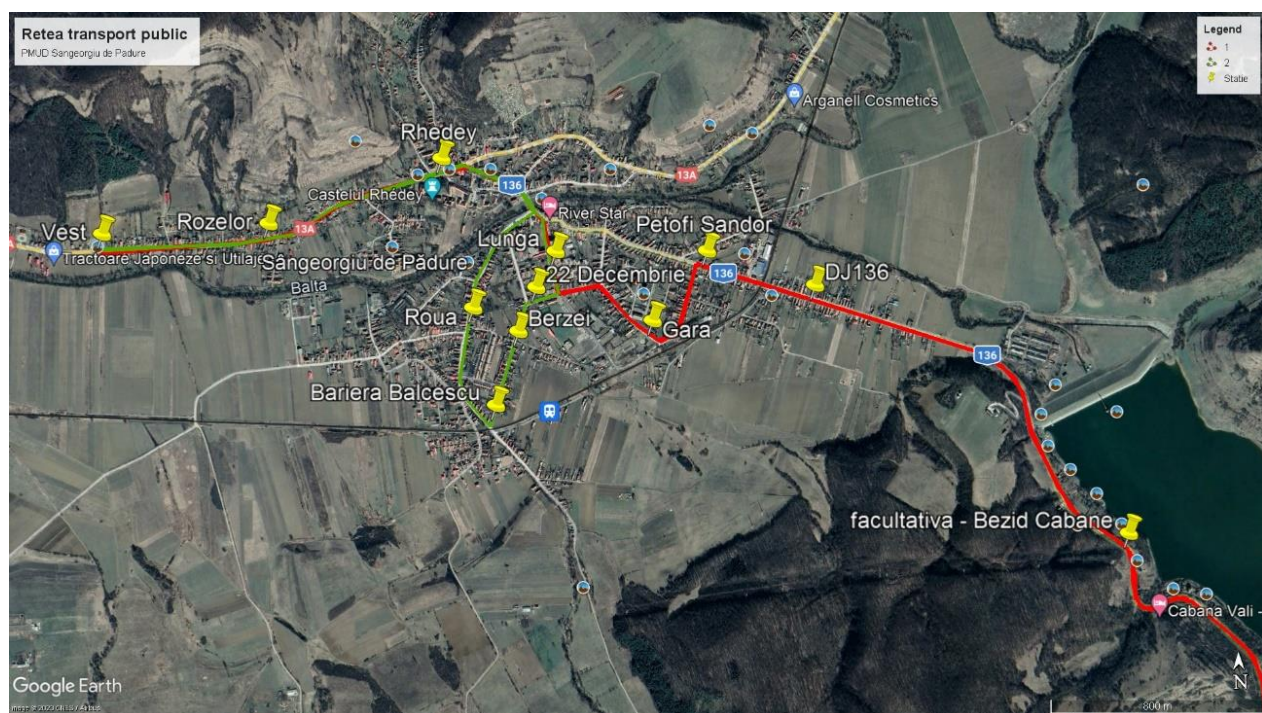 Retea transport public
PMUD Sangeorgiu de Padure
Legend
1
2
Statie
Arganell Cosmetics
Rhedey
13A
136
Castelul Rhédey
River Star
Rozelor
13A
Vest
Lunga
Petofi Sandor
Tractoare Japoneze si Utilaje
Sângeorgiu de Pădure
22 Decembrie
136
DJ136
Balta
Roua
Berzei
Gara
136
Bariera Balcescu
facultativa - Bezid Cabane
Cabana Vali -
Google Earth
N
800 m